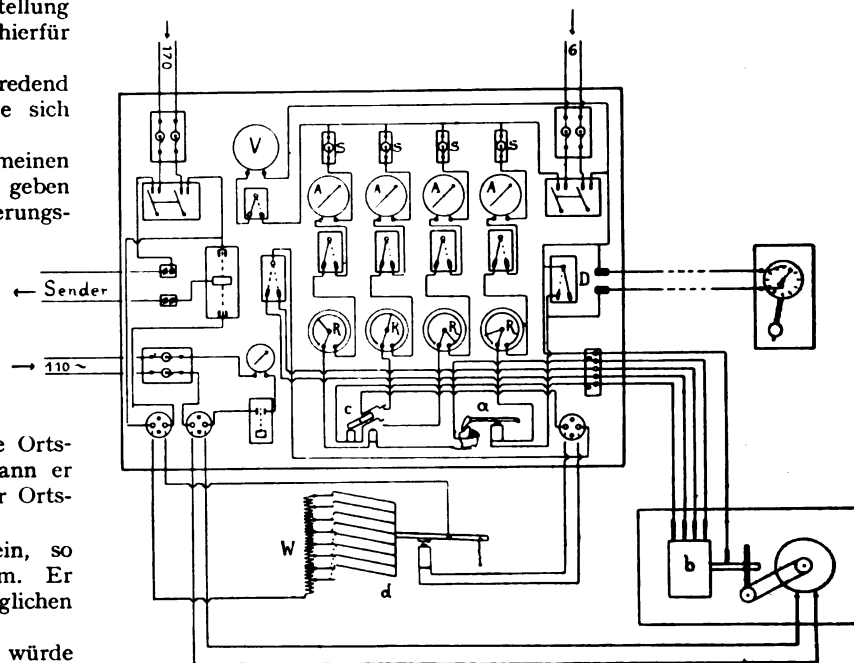 tellung
hierfür
redend
e sich
meinen
geben
erungs-
e Orts-
ann er
r Orts-
ein, so
m. Er
glichen
würde
170
6
V
S
S
S
S
A
A
A
A
D
← Sender
R
R
R
R
→ 110 ~
c
a
W
d
b